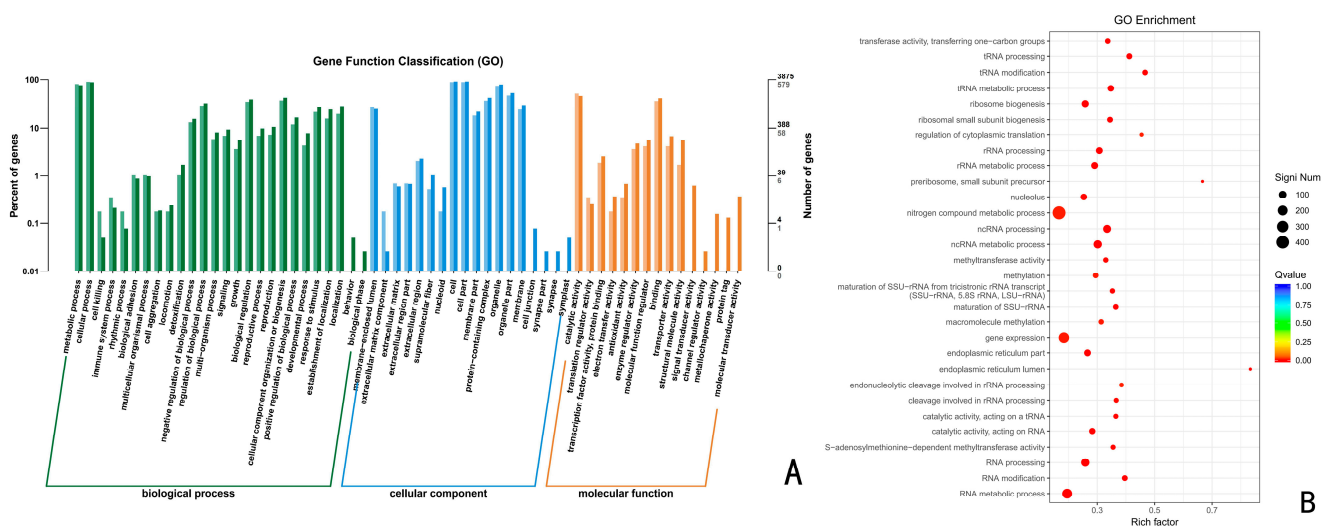 Gene Function Classification (GO)
Percent of genes
100
10
1
0.1
0.01
3875
579
388
58
39
6
4
1
0
0
Number of genes
metabolic process
cellular process
cell killing
immune system process
rhythmic process
biological adhesion
multicellular organismal process
cell aggregation
locomotion
detoxification
negative regulation of biological process
regulation of biological process
multi-organism process
signaling
growth
biological regulation
reproductive process
reproduction
cellular component organization or biogenesis
positive regulation of biological process
developmental process
response to stimulus
establishment of localization
localization
behavior
biological phase
membrane-enclosed lumen
extracellular matrix component
extracellular matrix
extracellular region part
extracellular region
supramolecular fiber
nucleoid
cell
cell part
membrane part
protein-containing complex
organelle
organelle part
membrane
cell junction
synapse part
synapse
symplast
catalytic activity
translation regulator activity
transcription factor activity, protein binding
electron transfer activity
antioxidant activity
enzyme regulator activity
molecular function regulator
binding
transporter activity
structural molecule activity
signal transducer activity
channel regulator activity
metallochaperone activity
protein tag
molecular transducer activity
biological process
cellular component
molecular function
A
GO Enrichment
transferase activity, transferring one−carbon groups
tRNA processing
tRNA modification
tRNA metabolic process
ribosome biogenesis
ribosomal small subunit biogenesis
regulation of cytoplasmic translation
rRNA processing
rRNA metabolic process
preribosome, small subunit precursor
nucleolus
nitrogen compound metabolic process
ncRNA processing
ncRNA metabolic process
methyltransferase activity
methylation
maturation of SSU−rRNA from tricistronic rRNA transcript
(SSU−rRNA, 5.8S rRNA, LSU−rRNA)
maturation of SSU−rRNA
macromolecule methylation
gene expression
endoplasmic reticulum part
endoplasmic reticulum lumen
endonucleolytic cleavage involved in rRNA processing
cleavage involved in rRNA processing
catalytic activity, acting on a tRNA
catalytic activity, acting on RNA
S−adenosylmethionine−dependent methyltransferase activity
RNA processing
RNA modification
RNA metabolic process
0.3
0.5
0.7
Rich factor
Signi Num
100
200
300
400
Qvalue
1.00
0.75
0.50
0.25
0.00
B